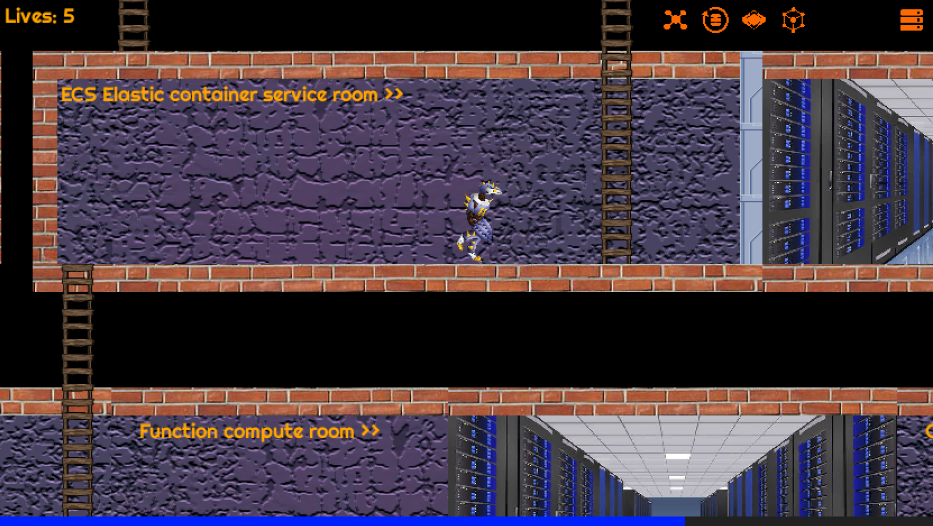 Lives: 5
ECS Elastic container service room >>
Function compute room >>